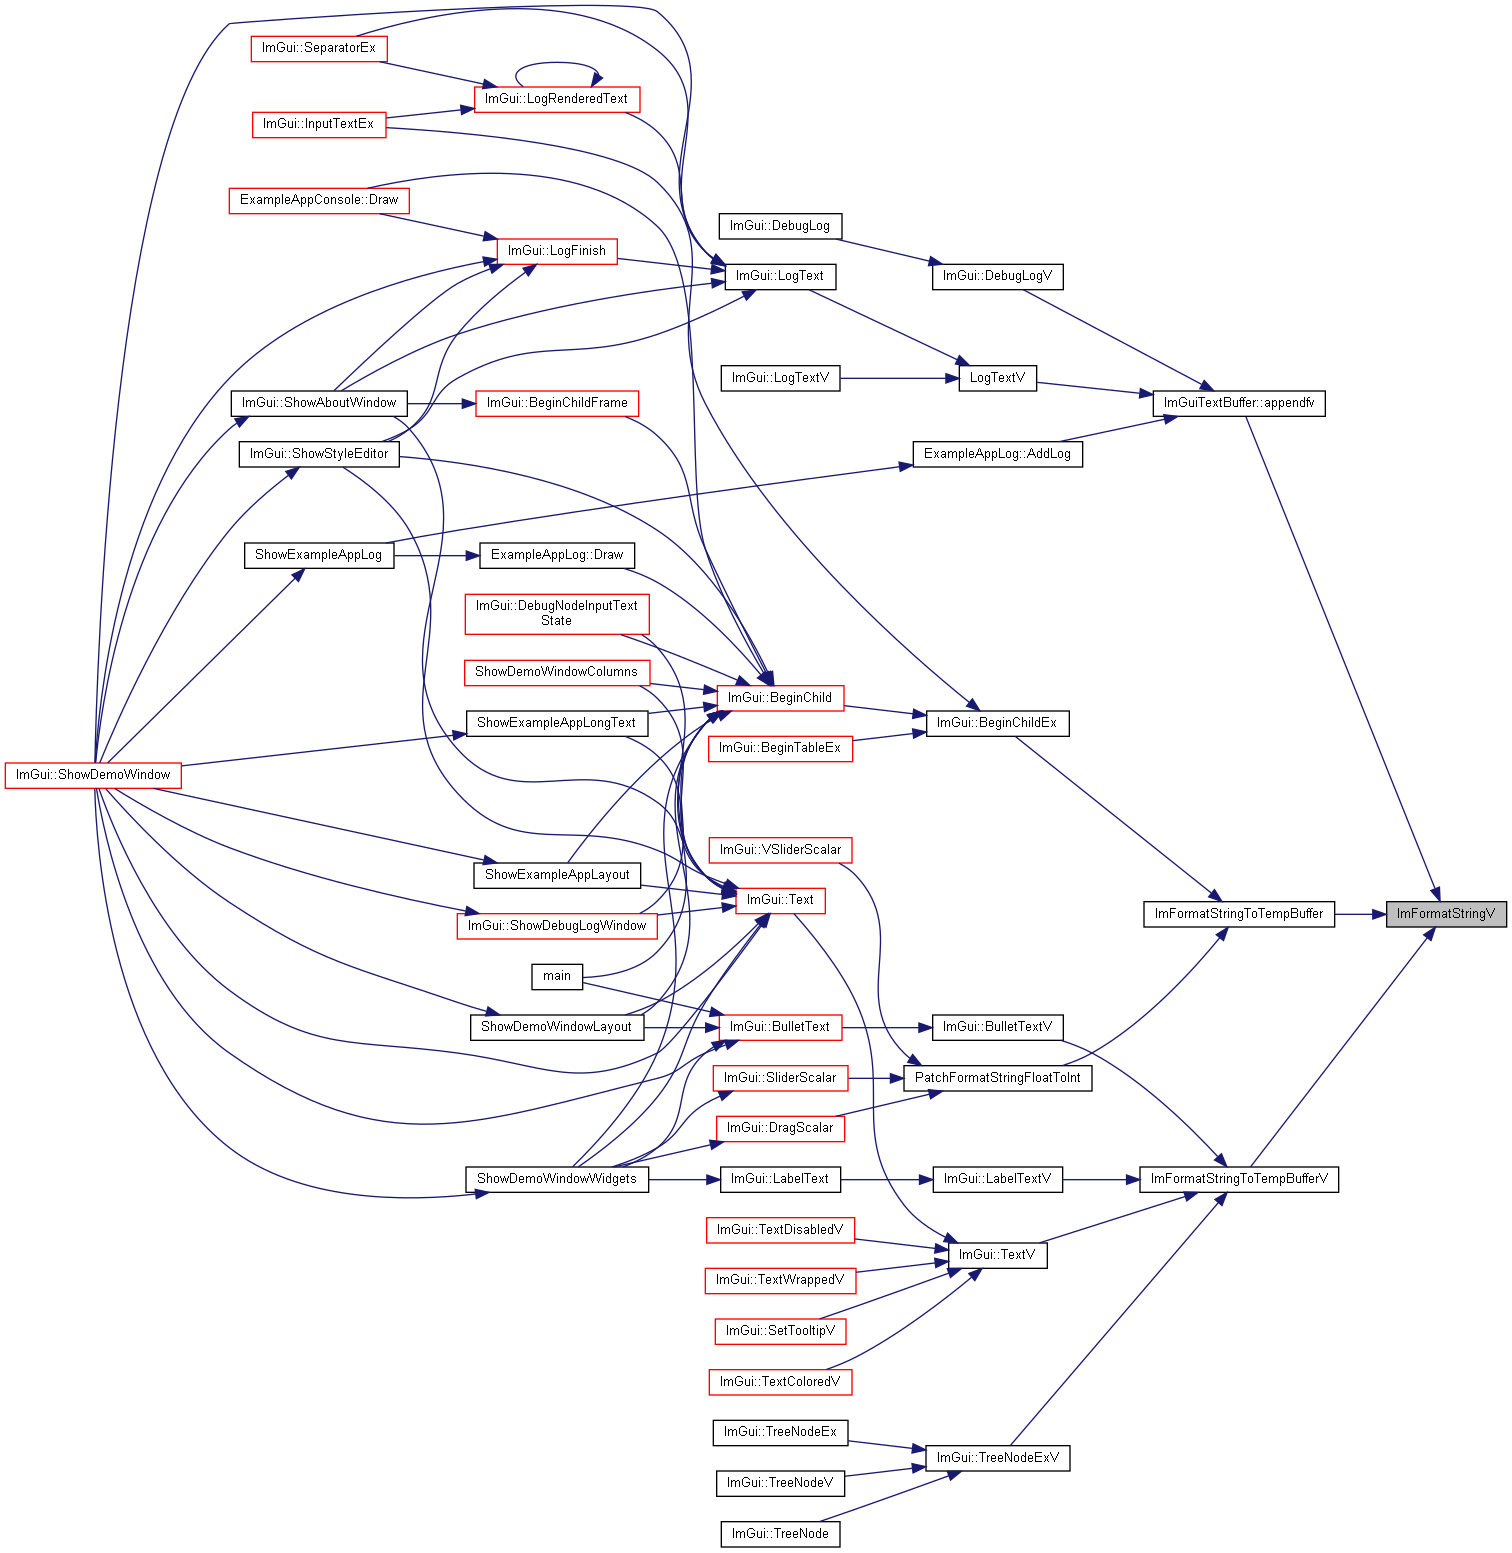 ImGui::SeparatorEx
ImGui::LogRenderedText
ImGui::InputTextEx
ExampleAppConsole::Draw
ImGui::DebugLog
ImGui::LogFinish
ImGui::LogText
ImGui::DebugLogV
ImGui::LogTextV
LogTextV
ImGui::ShowAboutWindow
ImGui::BeginChildFrame
ImGuiTextBuffer::appendfv
ImGui::ShowStyleEditor
ExampleAppLog::AddLog
ShowExampleAppLog
ExampleAppLog::Draw
ImGui::DebugNodeInputText
State
ShowDemoWindowColumns
ImGui::BeginChild
ShowExampleAppLongText
ImGui::BeginChildEx
ImGui::BeginTableEx
ImGui::ShowDemoWindow
ImGui::VSliderScalar
ShowExampleAppLayout
ImGui::Text
ImFormatStringToTempBuffer
ImFormatStringV
ImGui::ShowDebugLogWindow
main
ShowDemoWindowLayout
ImGui::BulletText
ImGui::BulletTextV
ImGui::SliderScalar
PatchFormatStringFloatToInt
ImGui::DragScalar
ShowDemoWindowWidgets
ImGui::LabelText
ImGui::LabelTextV
ImFormatStringToTempBufferV
ImGui::TextDisabledV
ImGui::TextV
ImGui::TextWrappedV
ImGui::SetTooltipV
ImGui::TextColoredV
ImGui::TreeNodeEx
ImGui::TreeNodeExV
ImGui::TreeNodeV
ImGui::TreeNode